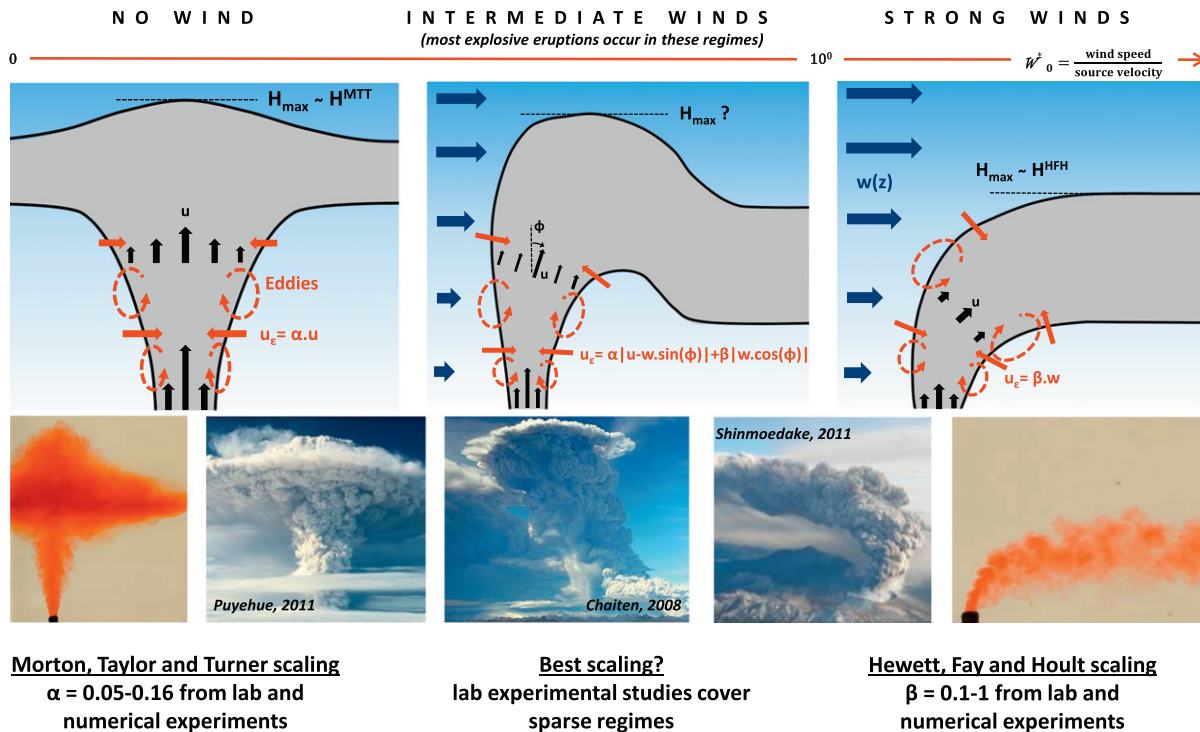 NO WIND
INTERMEDIATE WINDS
(most explosive eruptions occur in these regimes)
STRONG WINDS
0
10⁰
𝒲*₀ = wind speed / source velocity
Hmax ~ H^MTT
u
Eddies
uε= α.u
Hmax ?
ϕ
u
uε= α|u-w.sin(ϕ)|+β|w.cos(ϕ)|
Hmax ~ H^HFH
w(z)
u
uε= β.w
Puyehue, 2011
Chaiten, 2008
Shinmoedake, 2011
Morton, Taylor and Turner scaling
α = 0.05-0.16 from lab and
numerical experiments
Best scaling?
lab experimental studies cover
sparse regimes
Hewett, Fay and Hoult scaling
β = 0.1-1 from lab and
numerical experiments